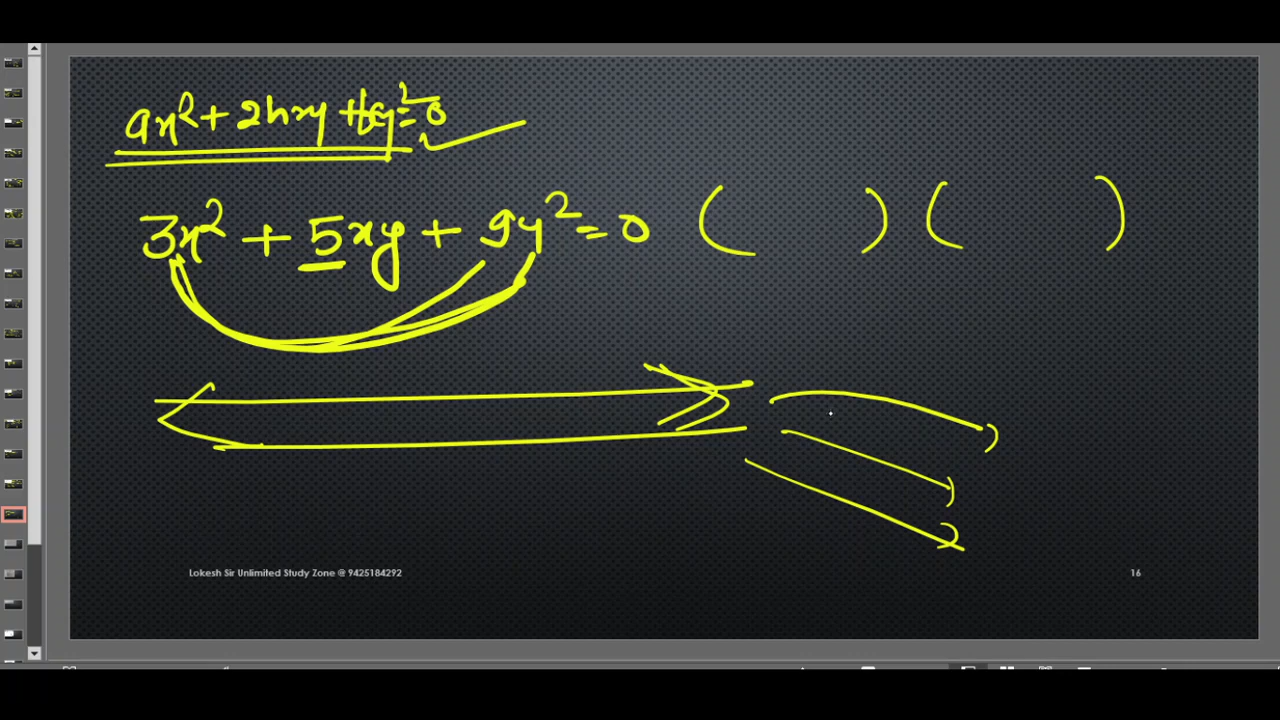 ax² + 2hxy + by² = 0
3x² + 5xy + 9y² = 0 ( ) ( )
Lokesh Sir Unlimited Study Zone @ 9425184292
16